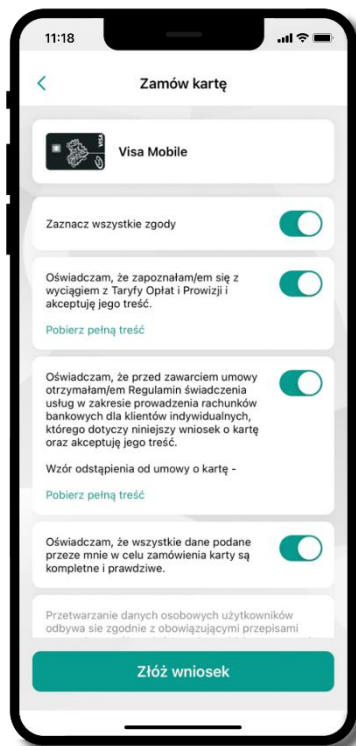 11:18
Zamów kartę
VISA
Visa Mobile
Zaznacz wszystkie zgody
Oświadczam, że zapoznałam/em się z
wyciągiem z Taryfy Opłat i Prowizji i
akceptuję jego treść.
Pobierz pełną treść
Oświadczam, że przed zawarciem umowy
otrzymałam/em Regulamin świadczenia
usług w zakresie prowadzenia rachunków
bankowych dla klientów indywidualnych,
którego dotyczy niniejszy wniosek o kartę
oraz akceptuję jego treść.
Wzór odstąpienia od umowy o kartę -
Pobierz pełną treść
Oświadczam, że wszystkie dane podane
przeze mnie w celu zamówienia karty są
kompletne i prawdziwe.
Przetwarzanie danych osobowych użytkowników
odbywa sie zgodnie z obowiązującymi przepisami
Złóż wniosek